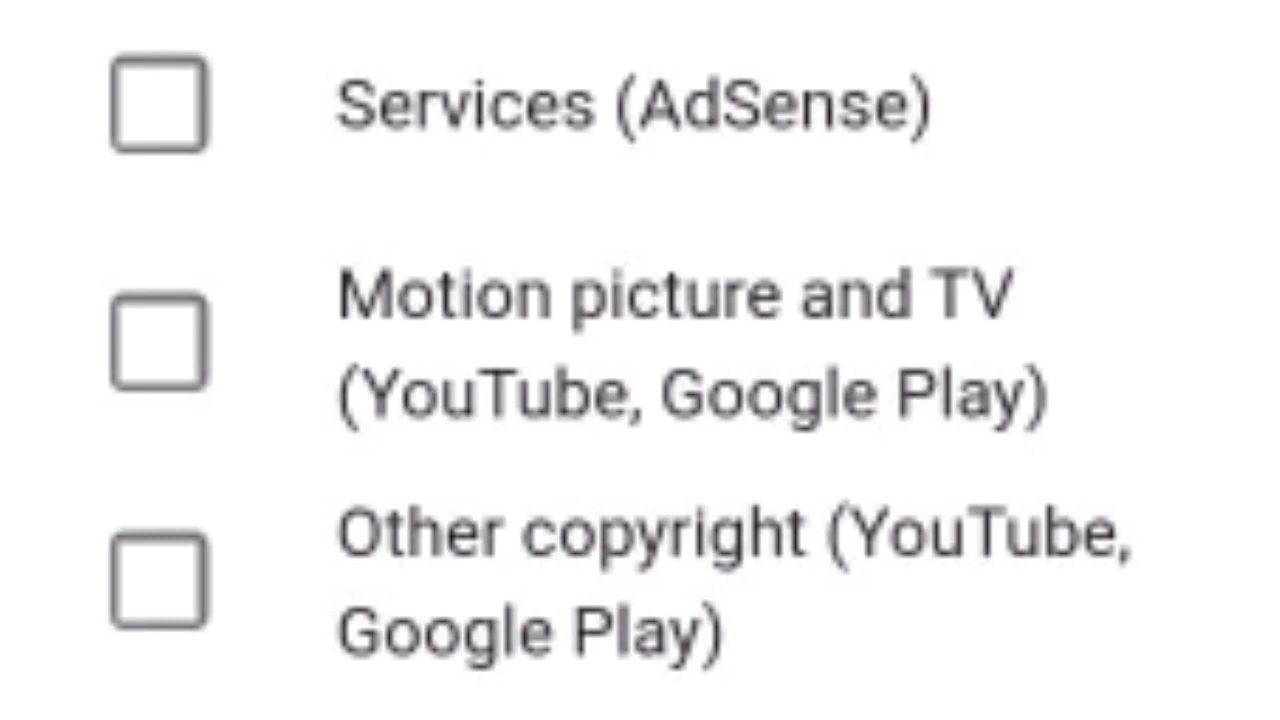 Services (AdSense)
Motion picture and TV
(YouTube, Google Play)
Other copyright (YouTube,
Google Play)